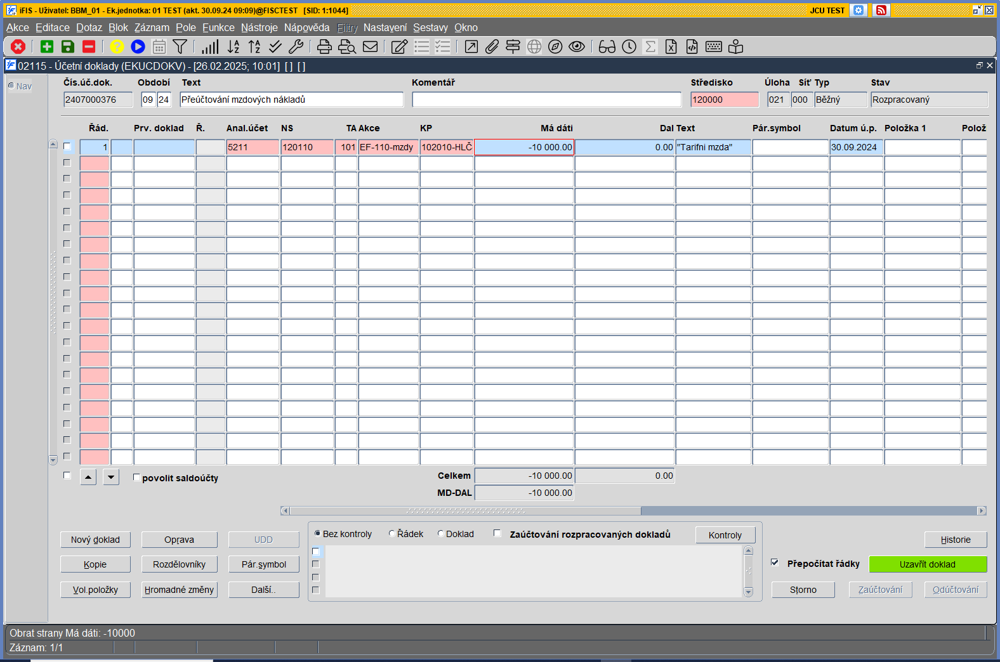 iFIS - Uživatel: BBM_01 - Ek.jednotka: 01 TEST (akt. 30.09.24 09:09)@FISCTEST [SID: 1:1044] JCU TEST
Akce Editace Dotaz Blok Záznam Pole Funkce Nástroje Nápověda Filtry Nastavení Sestavy Okno
02115 - Účetní doklady (EKUCDOKV) - [26.02.2025; 10:01] [ ] [ ]
Nav
Čís.úč.dok. Období Text Komentář Středisko Úloha Síť Typ Stav
2407000376 09 24 Přeúčtování mzdových nákladů 120000 021 000 Běžný Rozpracovaný
Řád. Prv. doklad Ř. Anal.účet NS TA Akce KP Má dáti Dal Text Pár.symbol Datum ú.p. Položka 1 Polož
1 5211 120110 101 EF-110-mzdy 102010-HLČ -10 000.00 0.00 "Tarifni mzda" 30.09.2024
povolit saldoúčty Celkem -10 000.00 0.00
MD-DAL -10 000.00
Nový doklad Oprava UDD Bez kontroly Řádek Doklad Zaúčtování rozpracovaných dokladů Kontroly Historie
Kopie Rozdělovníky Pár.symbol Přepočítat řádky Uzavřít doklad
Vol.položky Hromadné změny Další.. Storno Zaúčtování Odúčtování
Obrat strany Má dáti: -10000
Záznam: 1/1